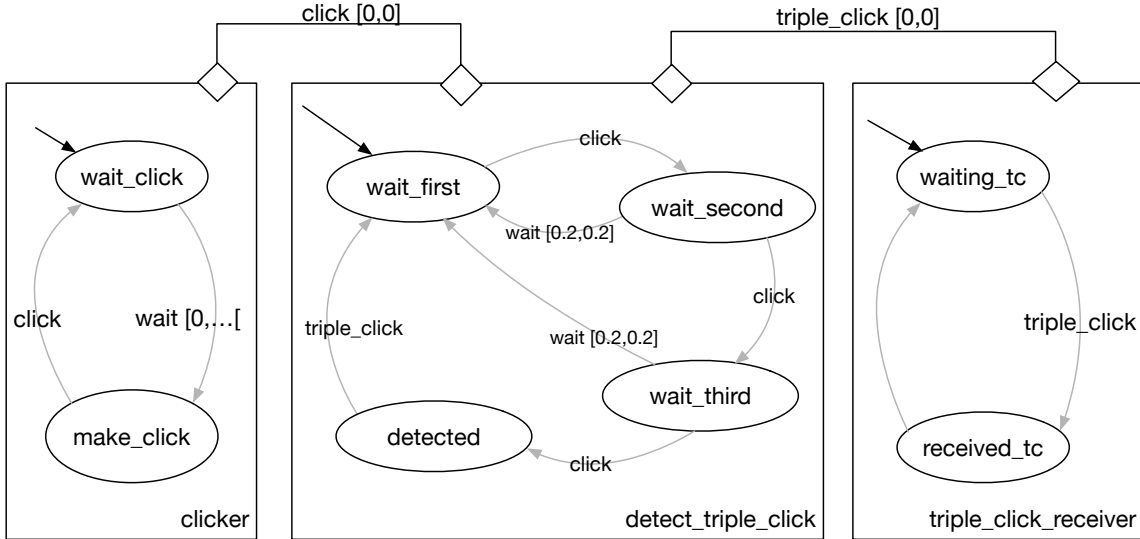 click [0,0]
triple_click [0,0]
wait_click
click
wait [0,…[
make_click
clicker
wait_first
click
wait_second
wait [0.2,0.2]
click
triple_click
wait [0.2,0.2]
wait_third
detected
click
detect_triple_click
waiting_tc
triple_click
received_tc
triple_click_receiver